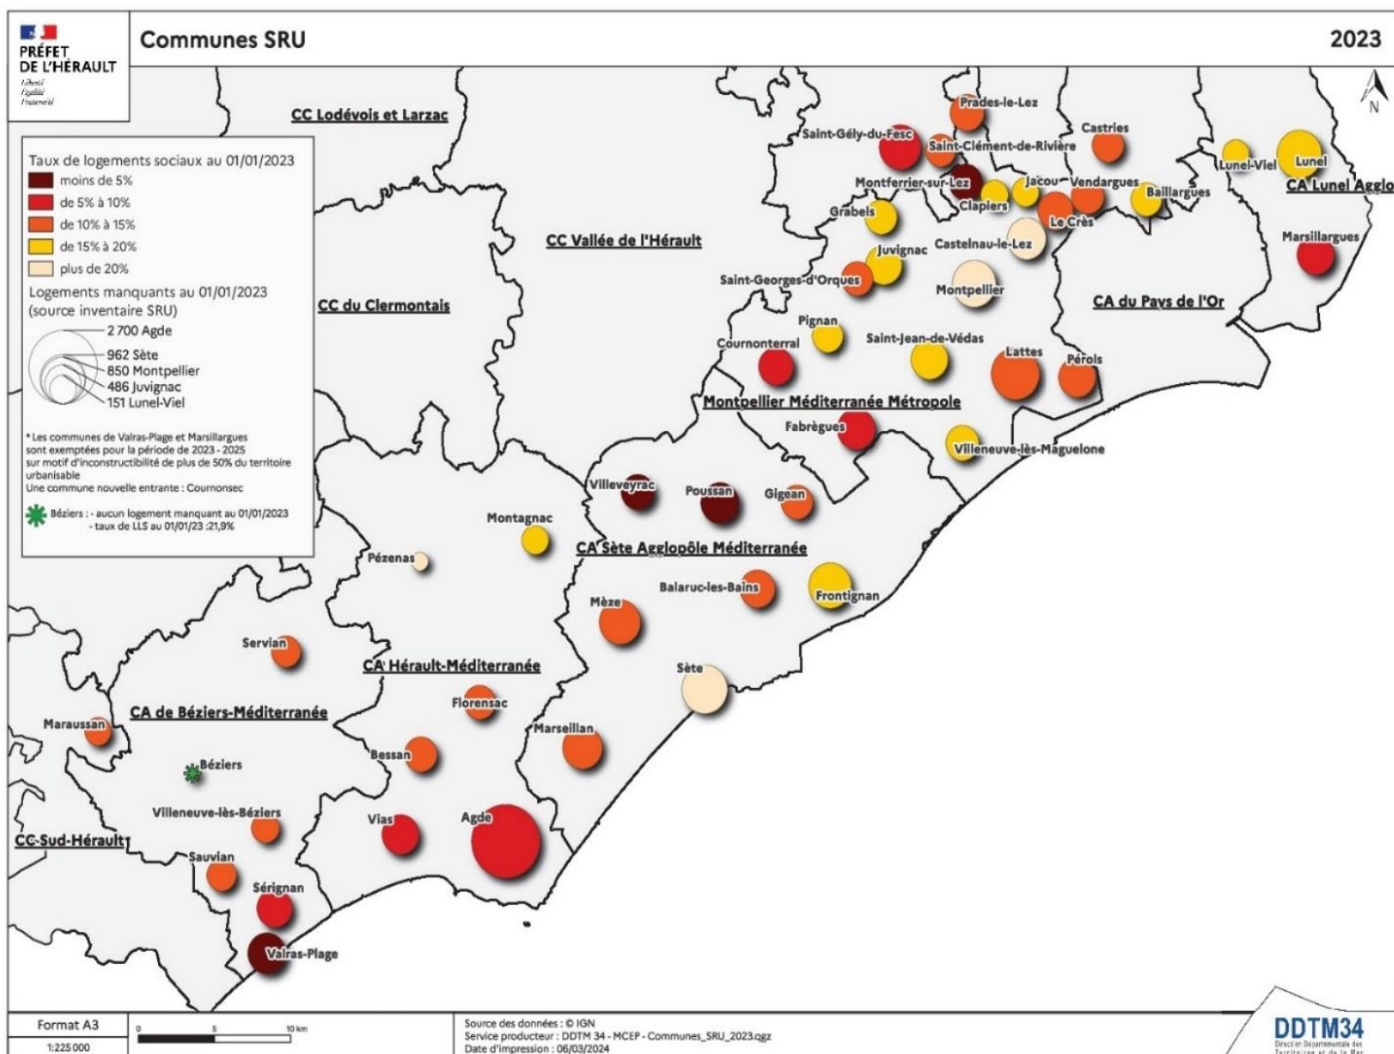 PRÉFET
DE L'HÉRAULT
Liberté
Égalité
Fraternité
Communes SRU
2023
N
CC Lodévois et Larzac
Taux de logements sociaux au 01/01/2023
moins de 5%
de 5% à 10%
de 10% à 15%
de 15% à 20%
plus de 20%
Logements manquants au 01/01/2023
(source inventaire SRU)
2 700 Agde
962 Sète
850 Montpellier
486 Juvignac
151 Lunel-Viel
* Les communes de Valras-Plage et Marsillargues
sont exemptées pour la période de 2023 - 2025
sur motif d'inconstructibilité de plus de 50% du territoire
urbanisable
Une commune nouvelle entrante : Cournonsec
Béziers : - aucun logement manquant au 01/01/2023
- taux de LLS au 01/01/23 :21,9%
Prades-le-Lez
Saint-Gély-du-Fesc
Saint-Clément-de-Rivière
Castries
Lunel-Viel
Lunel
CA Lunel Agglo
Montferrier-sur-Lez
Clapiers
Jacou
Vendargues
Baillargues
Grabels
Le Crès
CC Vallée de l'Hérault
Castelnau-le-Lez
Marsillargues
Juvignac
Saint-Georges-d'Orques
Montpellier
CC du Clermontais
CA du Pays de l'Or
Pignan
Saint-Jean-de-Védas
Cournonterral
Lattes
Pérols
Montpellier Méditerranée Métropole
Fabrègues
Villeneuve-lès-Maguelone
Villeveyrac
Poussan
Gigean
Montagnac
CA Sète Agglopôle Méditerranée
Pézenas
Balaruc-les-Bains
Frontignan
Mèze
Servian
CA Hérault-Méditerranée
Sète
Florensac
CA de Béziers-Méditerranée
Maraussan
Marseillan
Bessan
Béziers
Villeneuve-lès-Béziers
Vias
Agde
CC-Sud-Hérault
Sauvian
Sérignan
Valras-Plage
Format A3
1:225 000
0 5 10 km
Source des données : © IGN
Service producteur : DDTM 34 - MCEP - Communes_SRU_2023.qgz
Date d'impression : 06/03/2024
DDTM34
Direction Départementale des
Territoires et de la Mer